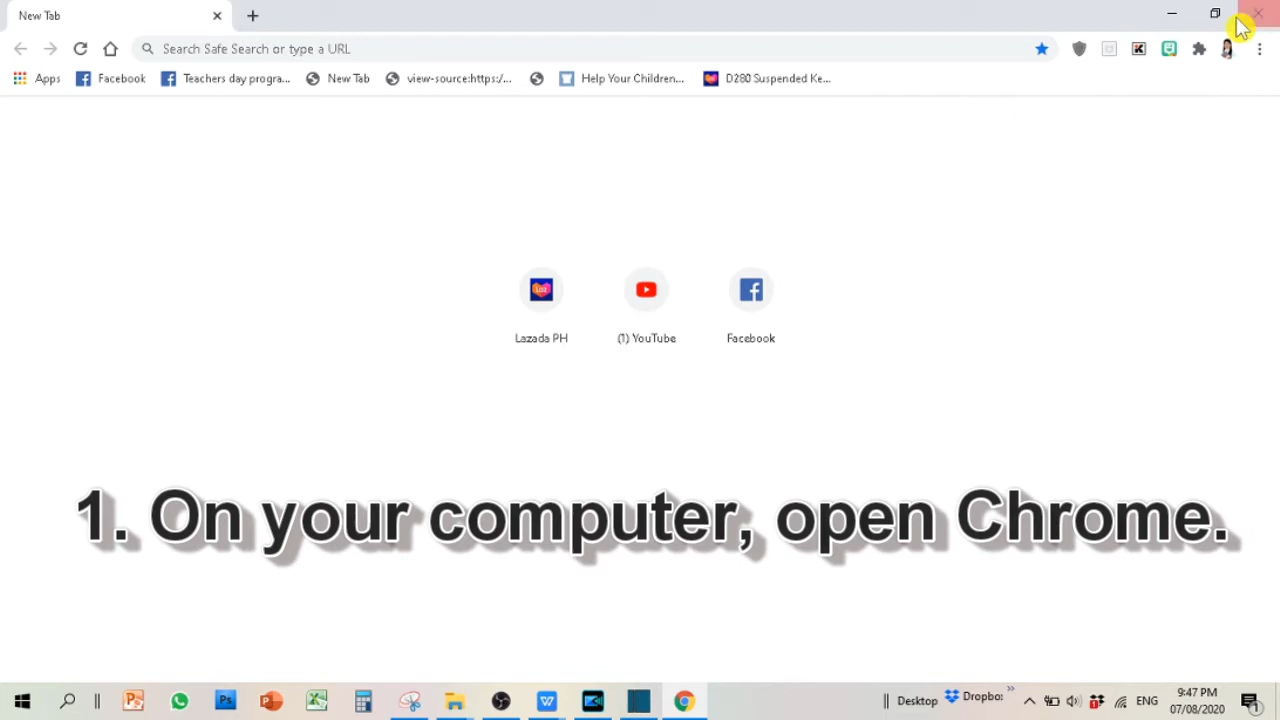 New Tab
Search Safe Search or type a URL
Apps Facebook Teachers day progra... New Tab view-source:https:/... Help Your Children... D280 Suspended Ke...
Lazada PH (1) YouTube Facebook
1. On your computer, open Chrome.
Desktop Dropbo: » ENG 9:47 PM
07/08/2020